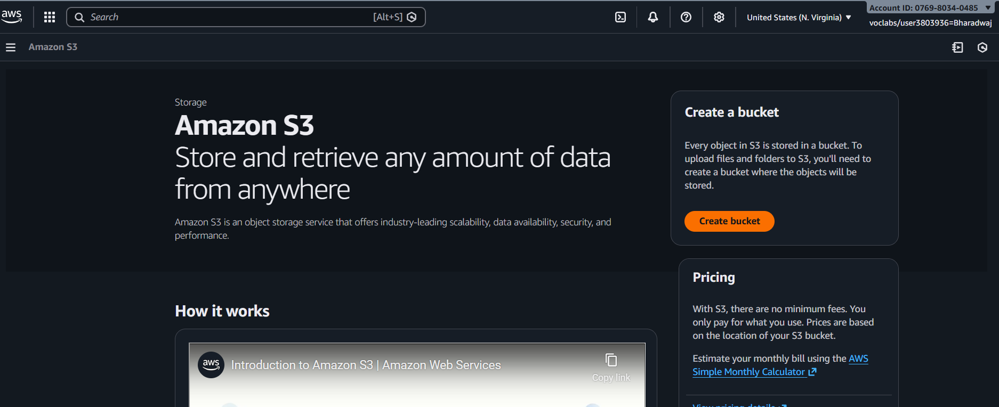 aws
Search
[Alt+S]
United States (N. Virginia)
Account ID: 0769-8034-0485
voclabs/user3803936=Bharadwaj
Amazon S3
Storage
Amazon S3
Store and retrieve any amount of data
from anywhere
Amazon S3 is an object storage service that offers industry-leading scalability, data availability, security, and
performance.
Create a bucket
Every object in S3 is stored in a bucket. To
upload files and folders to S3, you'll need to
create a bucket where the objects will be
stored.
Create bucket
Pricing
With S3, there are no minimum fees. You
only pay for what you use. Prices are based
on the location of your S3 bucket.
Estimate your monthly bill using the AWS
Simple Monthly Calculator
View pricing details
How it works
aws
Introduction to Amazon S3 | Amazon Web Services
Copy link